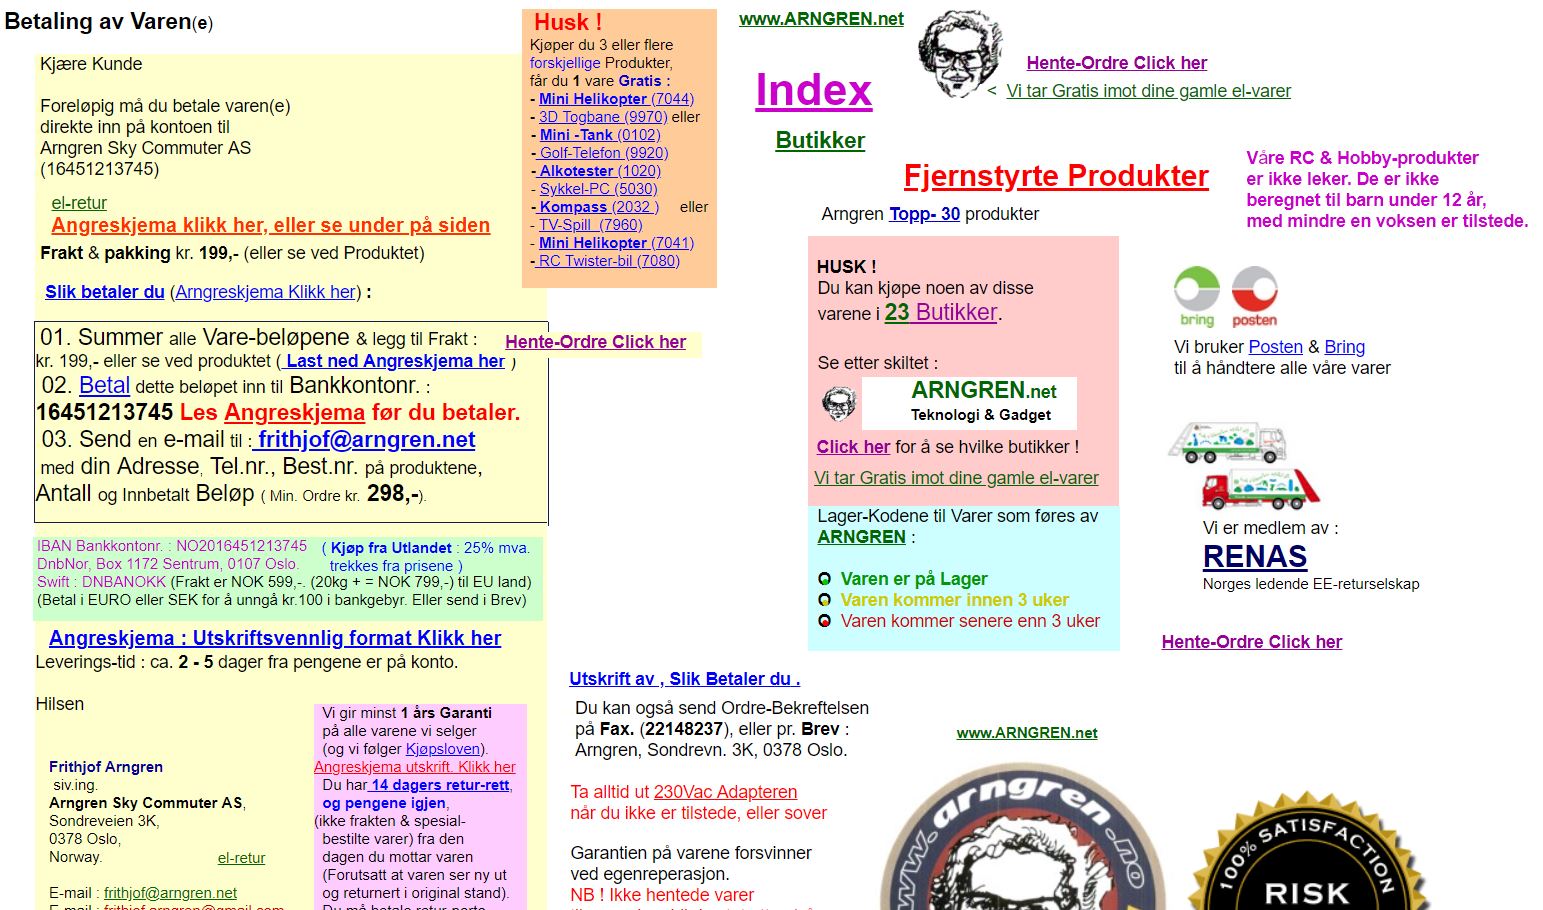 Betaling av Varen(e)
Kjære Kunde
Foreløpig må du betale varen(e)
direkte inn på kontoen til
Arngren Sky Commuter AS
(16451213745)
el-retur
Angreskjema klikk her, eller se under på siden
Frakt & pakking kr. 199,- (eller se ved Produktet)
Slik betaler du (Arngreskjema Klikk her) :
01. Summer alle Vare-beløpene & legg til Frakt :
kr. 199,- eller se ved produktet ( Last ned Angreskjema her )
02. Betal dette beløpet inn til Bankkontonr. :
16451213745 Les Angreskjema før du betaler.
03. Send en e-mail til : frithjof@arngren.net
med din Adresse, Tel.nr., Best.nr. på produktene,
Antall og Innbetalt Beløp ( Min. Ordre kr. 298,-).
IBAN Bankkontonr. : NO2016451213745
DnbNor, Box 1172 Sentrum, 0107 Oslo.
( Kjøp fra Utlandet : 25% mva.
trekkes fra prisene )
Swift : DNBANOKK (Frakt er NOK 599,-. (20kg + = NOK 799,-) til EU land)
(Betal i EURO eller SEK for å unngå kr.100 i bankgebyr. Eller send i Brev)
Angreskjema : Utskriftsvennlig format Klikk her
Leverings-tid : ca. 2 - 5 dager fra pengene er på konto.
Hilsen
Frithjof Arngren
siv.ing.
Arngren Sky Commuter AS,
Sondreveien 3K,
0378 Oslo,
Norway.
el-retur
E-mail : frithjof@arngren.net
E-mail : frithjof.arngren@gmail.com
Vi gir minst 1 års Garanti
på alle varene vi selger
(og vi følger Kjøpsloven).
Angreskjema utskrift. Klikk her
Du har 14 dagers retur-rett,
og pengene igjen,
(ikke frakten & spesial-
bestilte varer) fra den
dagen du mottar varen
(Forutsatt at varen ser ny ut
og returnert i original stand).
Du må betale retur-porto
Husk !
Kjøper du 3 eller flere
forskjellige Produkter,
får du 1 vare Gratis :
- Mini Helikopter (7044)
- 3D Togbane (9970) eller
- Mini -Tank (0102)
- Golf-Telefon (9920)
- Alkotester (1020)
- Sykkel-PC (5030)
- Kompass (2032 ) eller
- TV-Spill (7960)
- Mini Helikopter (7041)
- RC Twister-bil (7080)
Hente-Ordre Click her
Utskrift av , Slik Betaler du .
Du kan også send Ordre-Bekreftelsen
på Fax. (22148237), eller pr. Brev :
Arngren, Sondrevn. 3K, 0378 Oslo.
Ta alltid ut 230Vac Adapteren
når du ikke er tilstede, eller sover
Garantien på varene forsvinner
ved egenreperasjon.
NB ! Ikke hentede varer
www.ARNGREN.net
Index
Butikker
Hente-Ordre Click her
< Vi tar Gratis imot dine gamle el-varer
Fjernstyrte Produkter
Arngren Topp- 30 produkter
Våre RC & Hobby-produkter
er ikke leker. De er ikke
beregnet til barn under 12 år,
med mindre en voksen er tilstede.
HUSK !
Du kan kjøpe noen av disse
varene i 23 Butikker.
Se etter skiltet :
ARNGREN.net
Teknologi & Gadget
Click her for å se hvilke butikker !
Vi tar Gratis imot dine gamle el-varer
Lager-Kodene til Varer som føres av
ARNGREN :
Varen er på Lager
Varen kommer innen 3 uker
Varen kommer senere enn 3 uker
bring posten
Vi bruker Posten & Bring
til å håndtere alle våre varer
Vi er medlem av :
RENAS
Norges ledende EE-returselskap
Hente-Ordre Click her
www.ARNGREN.net
www.arngren.no
100% SATISFACTION
RISK